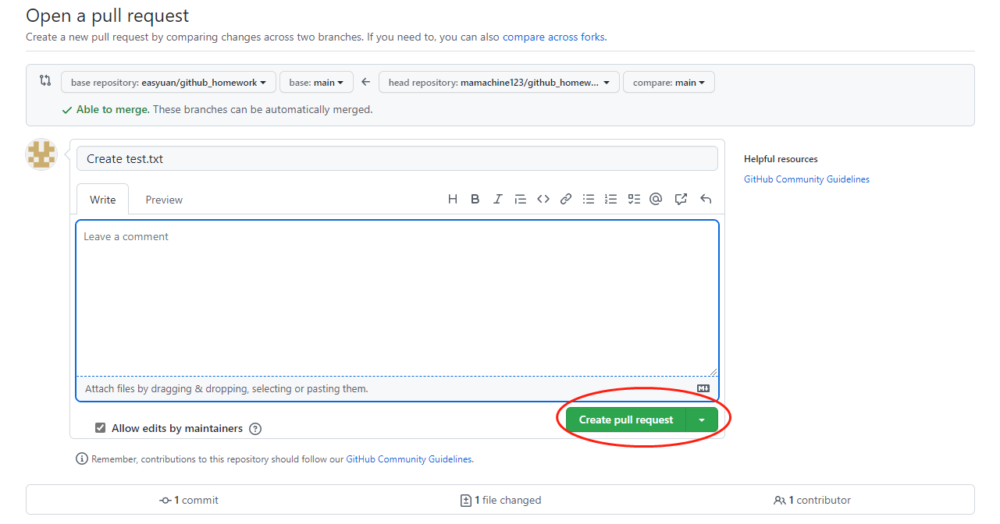 Open a pull request
Create a new pull request by comparing changes across two branches. If you need to, you can also compare across forks.
base repository: easyuan/github_homework base: main head repository: mamachine123/github_homew... compare: main
Able to merge. These branches can be automatically merged.
Create test.txt
Helpful resources
GitHub Community Guidelines
Write Preview
Leave a comment
Attach files by dragging & dropping, selecting or pasting them.
Create pull request
Allow edits by maintainers
Remember, contributions to this repository should follow our GitHub Community Guidelines.
1 commit 1 file changed 1 contributor